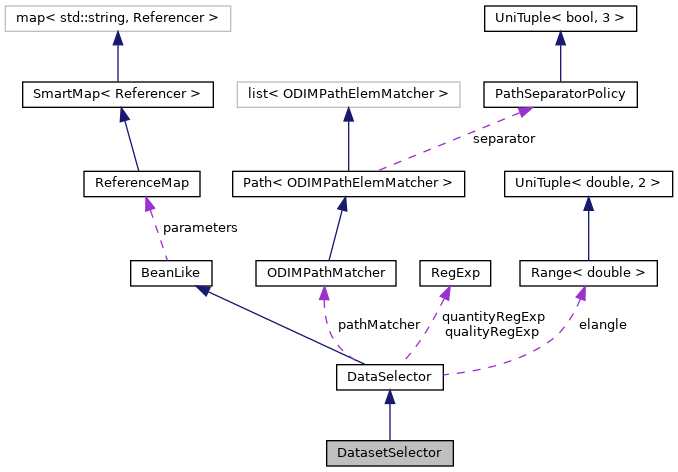 map< std::string, Referencer >
UniTuple< bool, 3 >
SmartMap< Referencer >
list< ODIMPathElemMatcher >
PathSeparatorPolicy
separator
ReferenceMap
Path< ODIMPathElemMatcher >
UniTuple< double, 2 >
parameters
BeanLike
ODIMPathMatcher
RegExp
Range< double >
pathMatcher
quantityRegExp
qualityRegExp
elangle
DataSelector
DatasetSelector